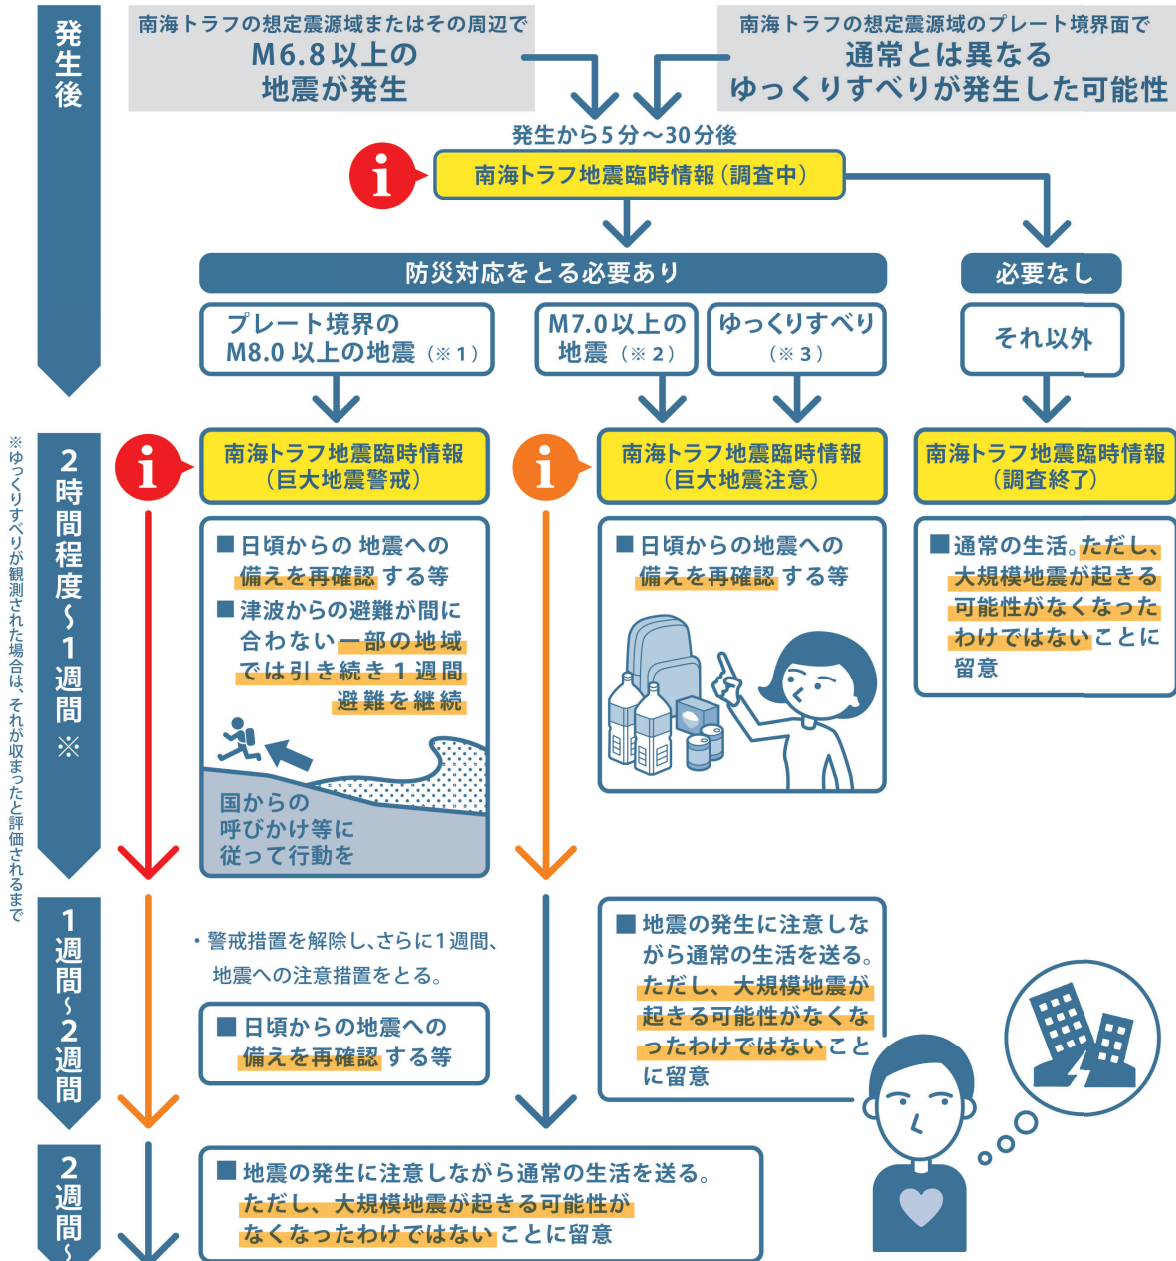 発生後
南海トラフの想定震源域またはその周辺で
M6.8以上の
地震が発生
南海トラフの想定震源域のプレート境界面で
通常とは異なる
ゆっくりすべりが発生した可能性
発生から5分～30分後
i
南海トラフ地震臨時情報（調査中）
防災対応をとる必要あり
必要なし
プレート境界の
M8.0以上の地震（※1）
M7.0以上の
地震（※2）
ゆっくりすべり
（※3）
それ以外
2時間程度～1週間※
※ゆっくりすべりが観測された場合は、それが収まったと評価されるまで
i
南海トラフ地震臨時情報
（巨大地震警戒）
i
南海トラフ地震臨時情報
（巨大地震注意）
南海トラフ地震臨時情報
（調査終了）
■日頃からの 地震への
備えを再確認 する等
■津波からの避難が間に
合わない一部の地域
では引き続き1週間
避難を継続
国からの
呼びかけ等に
従って行動を
■日頃からの地震への
備えを再確認 する等
■通常の生活。ただし、
大規模地震が起きる
可能性がなくなった
わけではないことに
留意
1週間～2週間
・警戒措置を解除し、さらに1週間、
地震への注意措置をとる。
■日頃からの地震への
備えを再確認 する等
■地震の発生に注意しな
がら通常の生活を送る。
ただし、大規模地震が
起きる可能性がなくな
ったわけではないこと
に留意
2週間～
■地震の発生に注意しながら通常の生活を送る。
ただし、大規模地震が起きる可能性が
なくなったわけではないことに留意